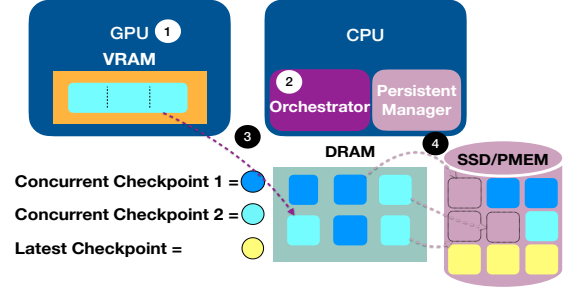 GPU 1
VRAM
CPU
2
Orchestrator
Persistent
Manager
3
DRAM
4
SSD/PMEM
Concurrent Checkpoint 1 =
Concurrent Checkpoint 2 =
Latest Checkpoint =